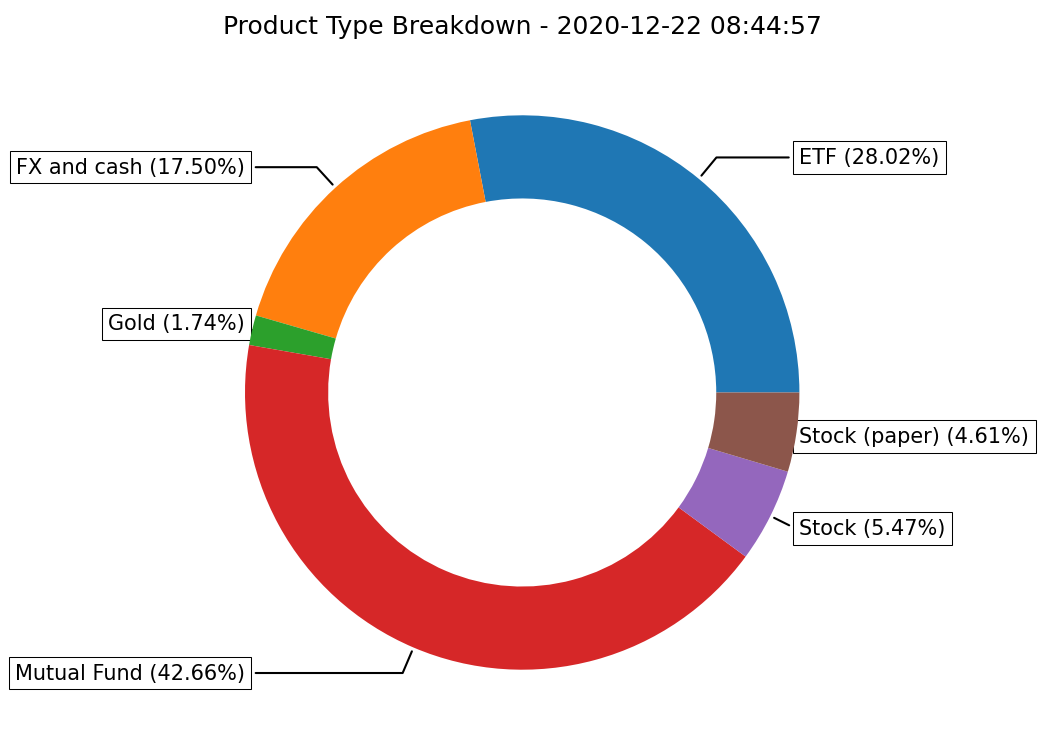 Product Type Breakdown - 2020-12-22 08:44:57
ETF (28.02%)
FX and cash (17.50%)
Gold (1.74%)
Stock (paper) (4.61%)
Stock (5.47%)
Mutual Fund (42.66%)